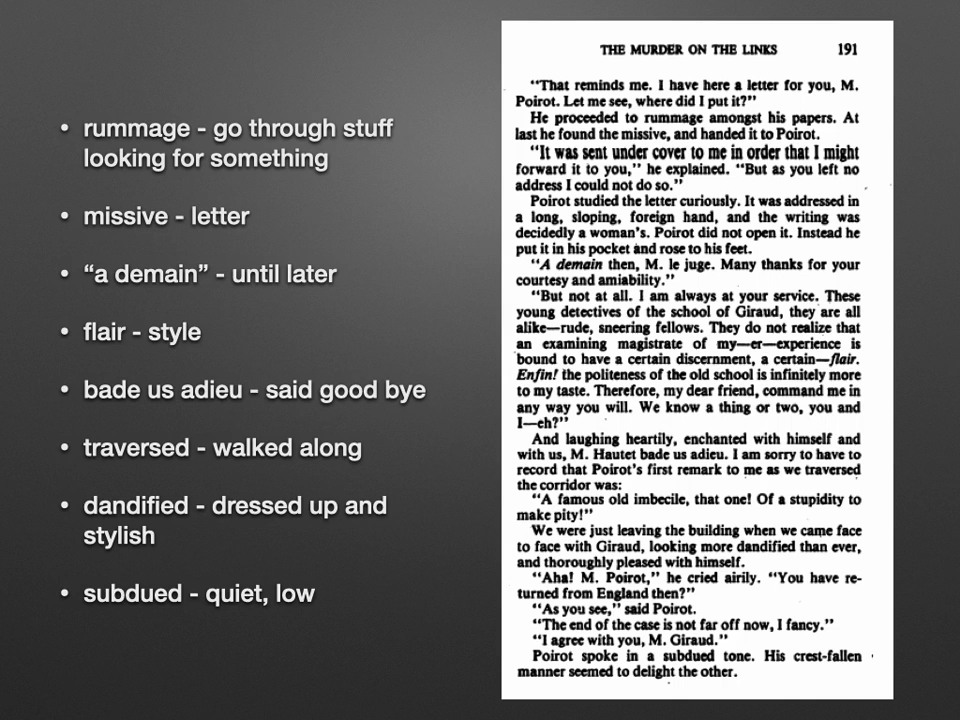 • rummage - go through stuff
looking for something
• missive - letter
• “a demain” - until later
• flair - style
• bade us adieu - said good bye
• traversed - walked along
• dandified - dressed up and
stylish
• subdued - quiet, low
THE MURDER ON THE LINKS 191
“That reminds me. I have here a letter for you, M.
Poirot. Let me see, where did I put it?”
He proceeded to rummage amongst his papers. At
last he found the missive, and handed it to Poirot.
“It was sent under cover to me in order that I might
forward it to you,” he explained. “But as you left no
address I could not do so.”
Poirot studied the letter curiously. It was addressed in
a long, sloping, foreign hand, and the writing was
decidedly a woman’s. Poirot did not open it. Instead he
put it in his pocket and rose to his feet.
“A demain then, M. le juge. Many thanks for your
courtesy and amiability.”
“But not at all. I am always at your service. These
young detectives of the school of Giraud, they are all
alike—rude, sneering fellows. They do not realize that
an examining magistrate of my—er—experience is
bound to have a certain discernment, a certain—flair.
Enfin! the politeness of the old school is infinitely more
to my taste. Therefore, my dear friend, command me in
any way you will. We know a thing or two, you and
I—eh?”
And laughing heartily, enchanted with himself and
with us, M. Hautet bade us adieu. I am sorry to have to
record that Poirot’s first remark to me as we traversed
the corridor was:
“A famous old imbecile, that one! Of a stupidity to
make pity!”
We were just leaving the building when we came face
to face with Giraud, looking more dandified than ever,
and thoroughly pleased with himself.
“Aha! M. Poirot,” he cried airily. “You have re-
turned from England then?”
“As you see,” said Poirot.
“The end of the case is not far off now, I fancy.”
“I agree with you, M. Giraud.”
Poirot spoke in a subdued tone. His crest-fallen
manner seemed to delight the other.